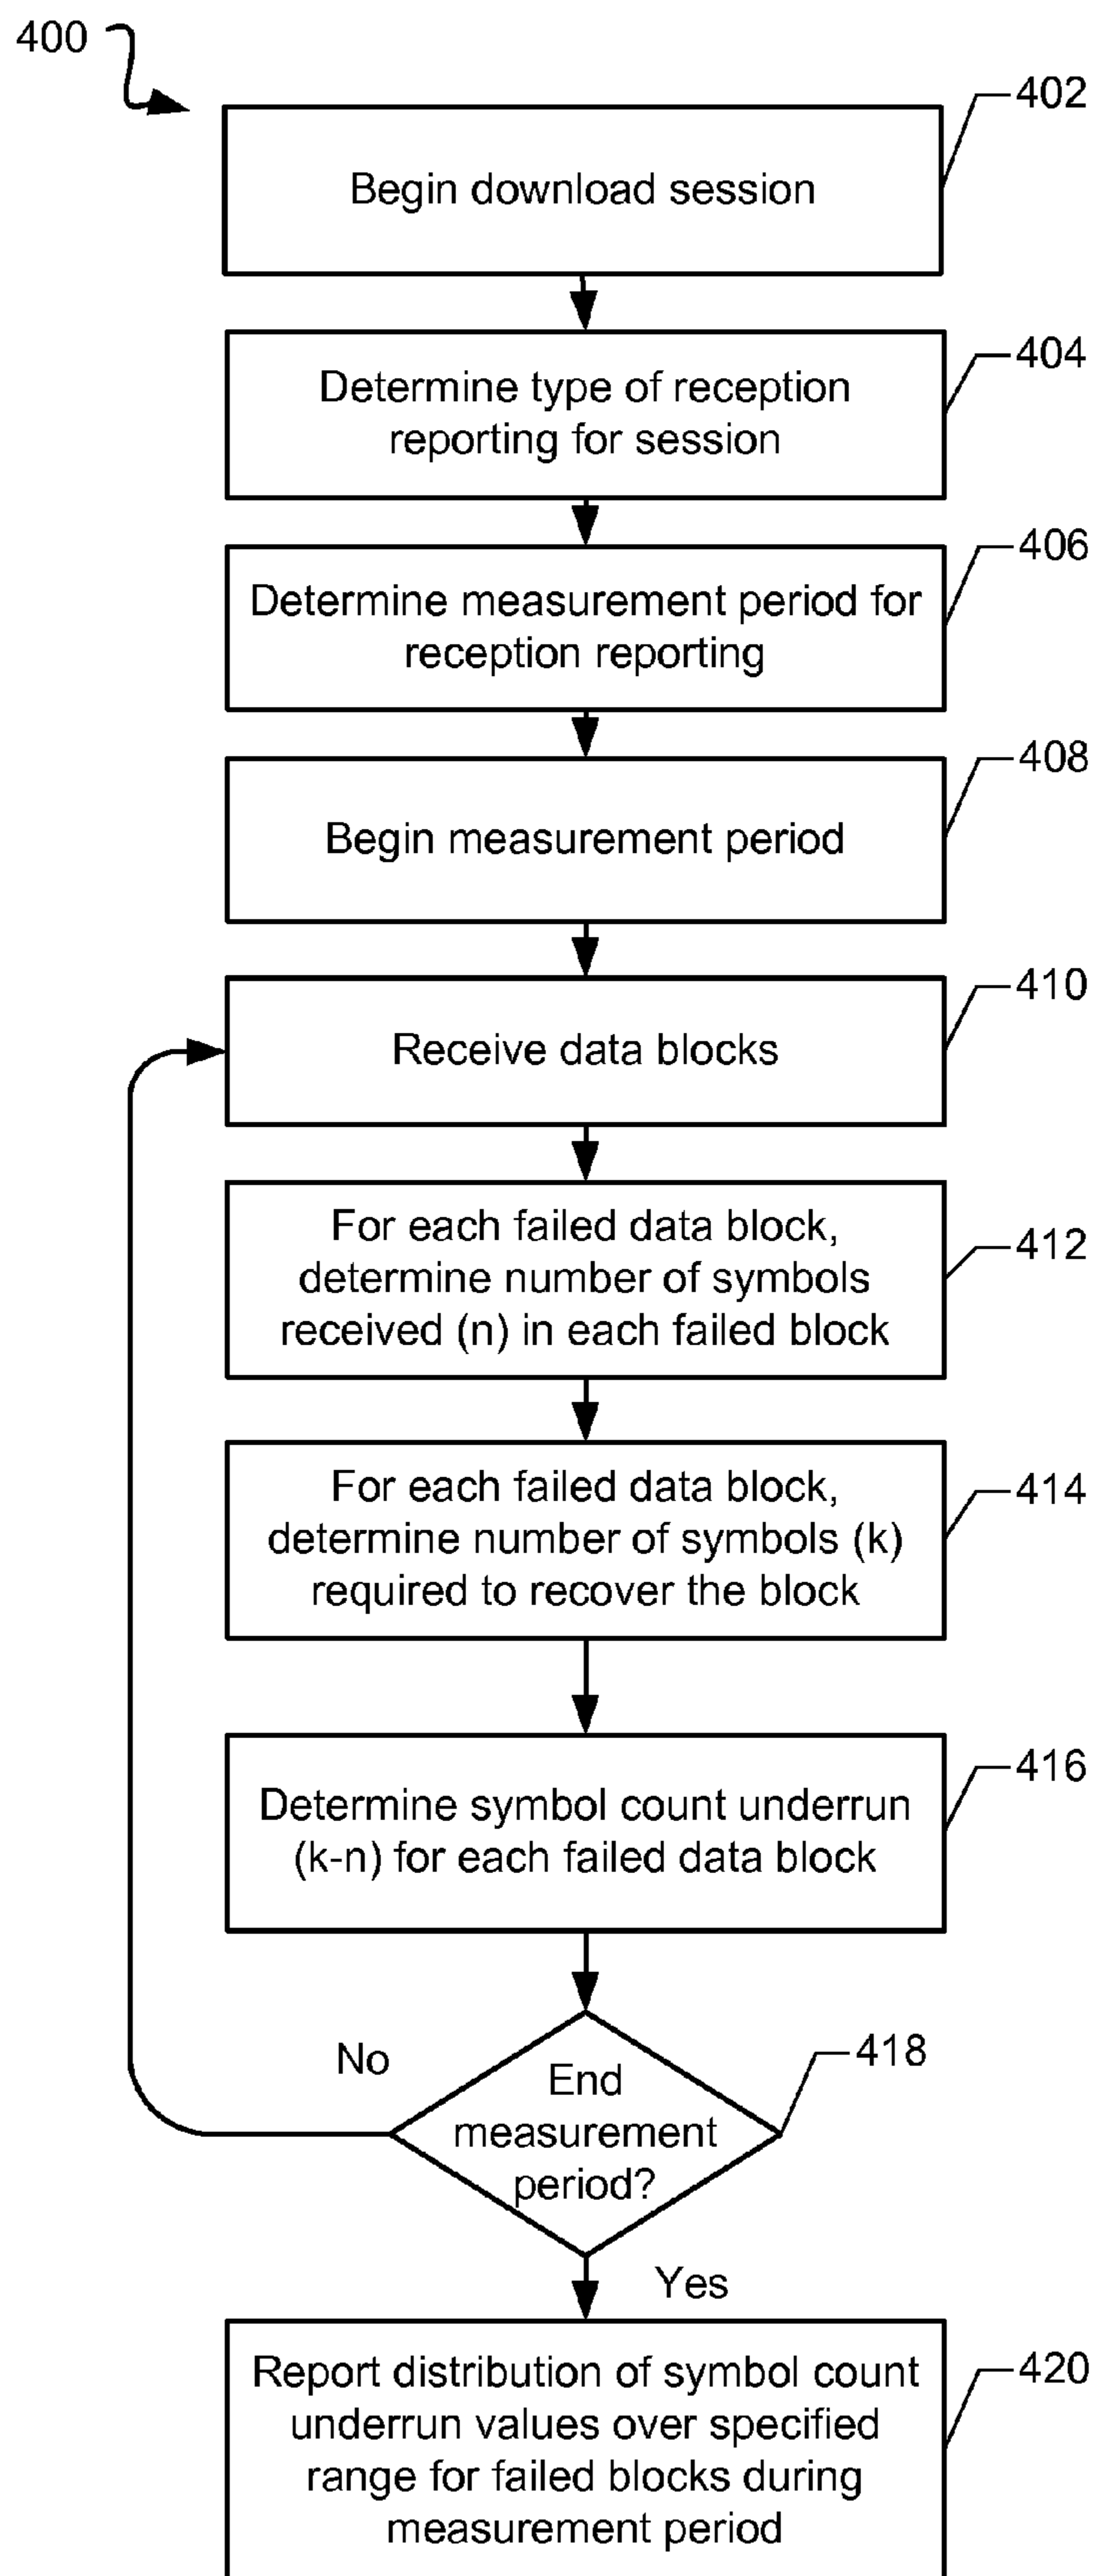 400
402
Begin download session
404
Determine type of reception
reporting for session
406
Determine measurement period for
reception reporting
408
Begin measurement period
410
Receive data blocks
412
For each failed data block,
determine number of symbols
received (n) in each failed block
414
For each failed data block,
determine number of symbols (k)
required to recover the block
416
Determine symbol count underrun
(k-n) for each failed data block
418
No
End
measurement
period?
Yes
420
Report distribution of symbol count
underrun values over specified
range for failed blocks during
measurement period